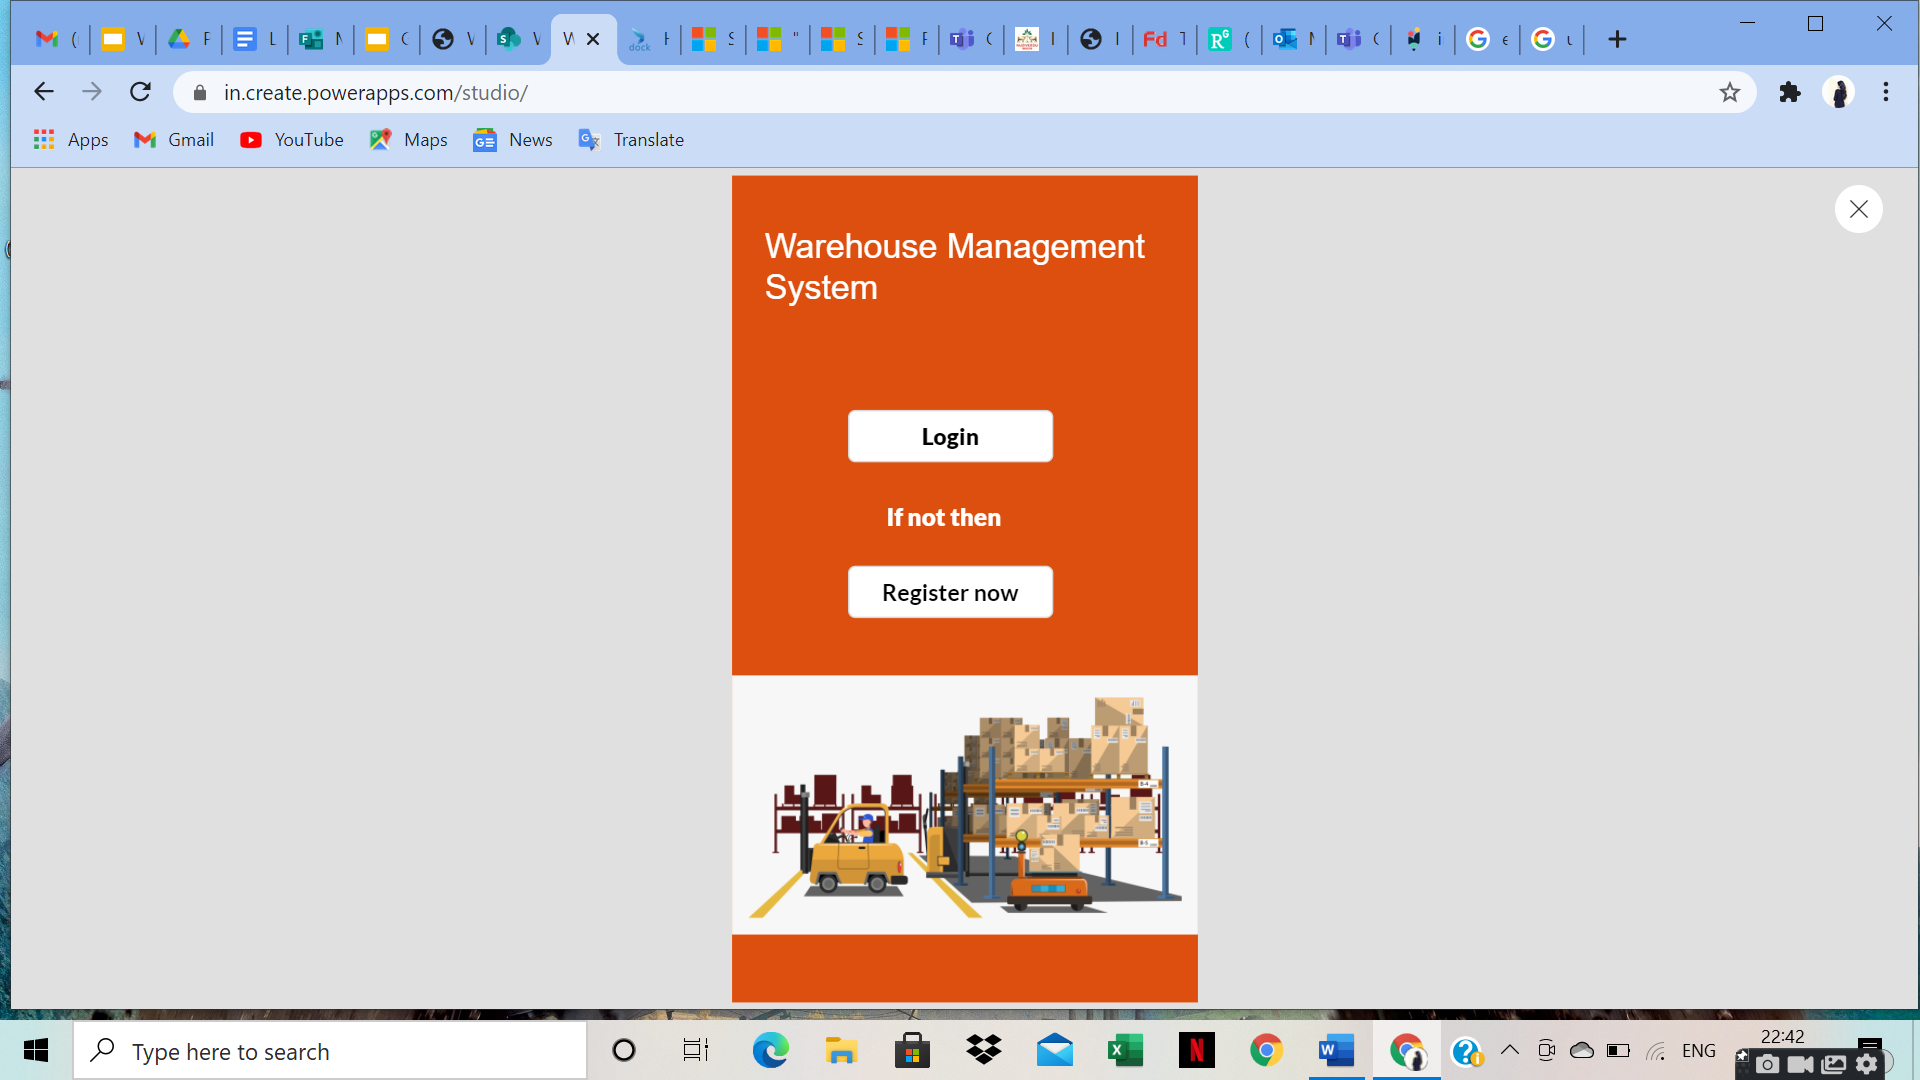 in.create.powerapps.com/studio/
Apps Gmail YouTube Maps News Translate
Warehouse Management
System
Login
If not then
Register now
Type here to search
ENG
22:42